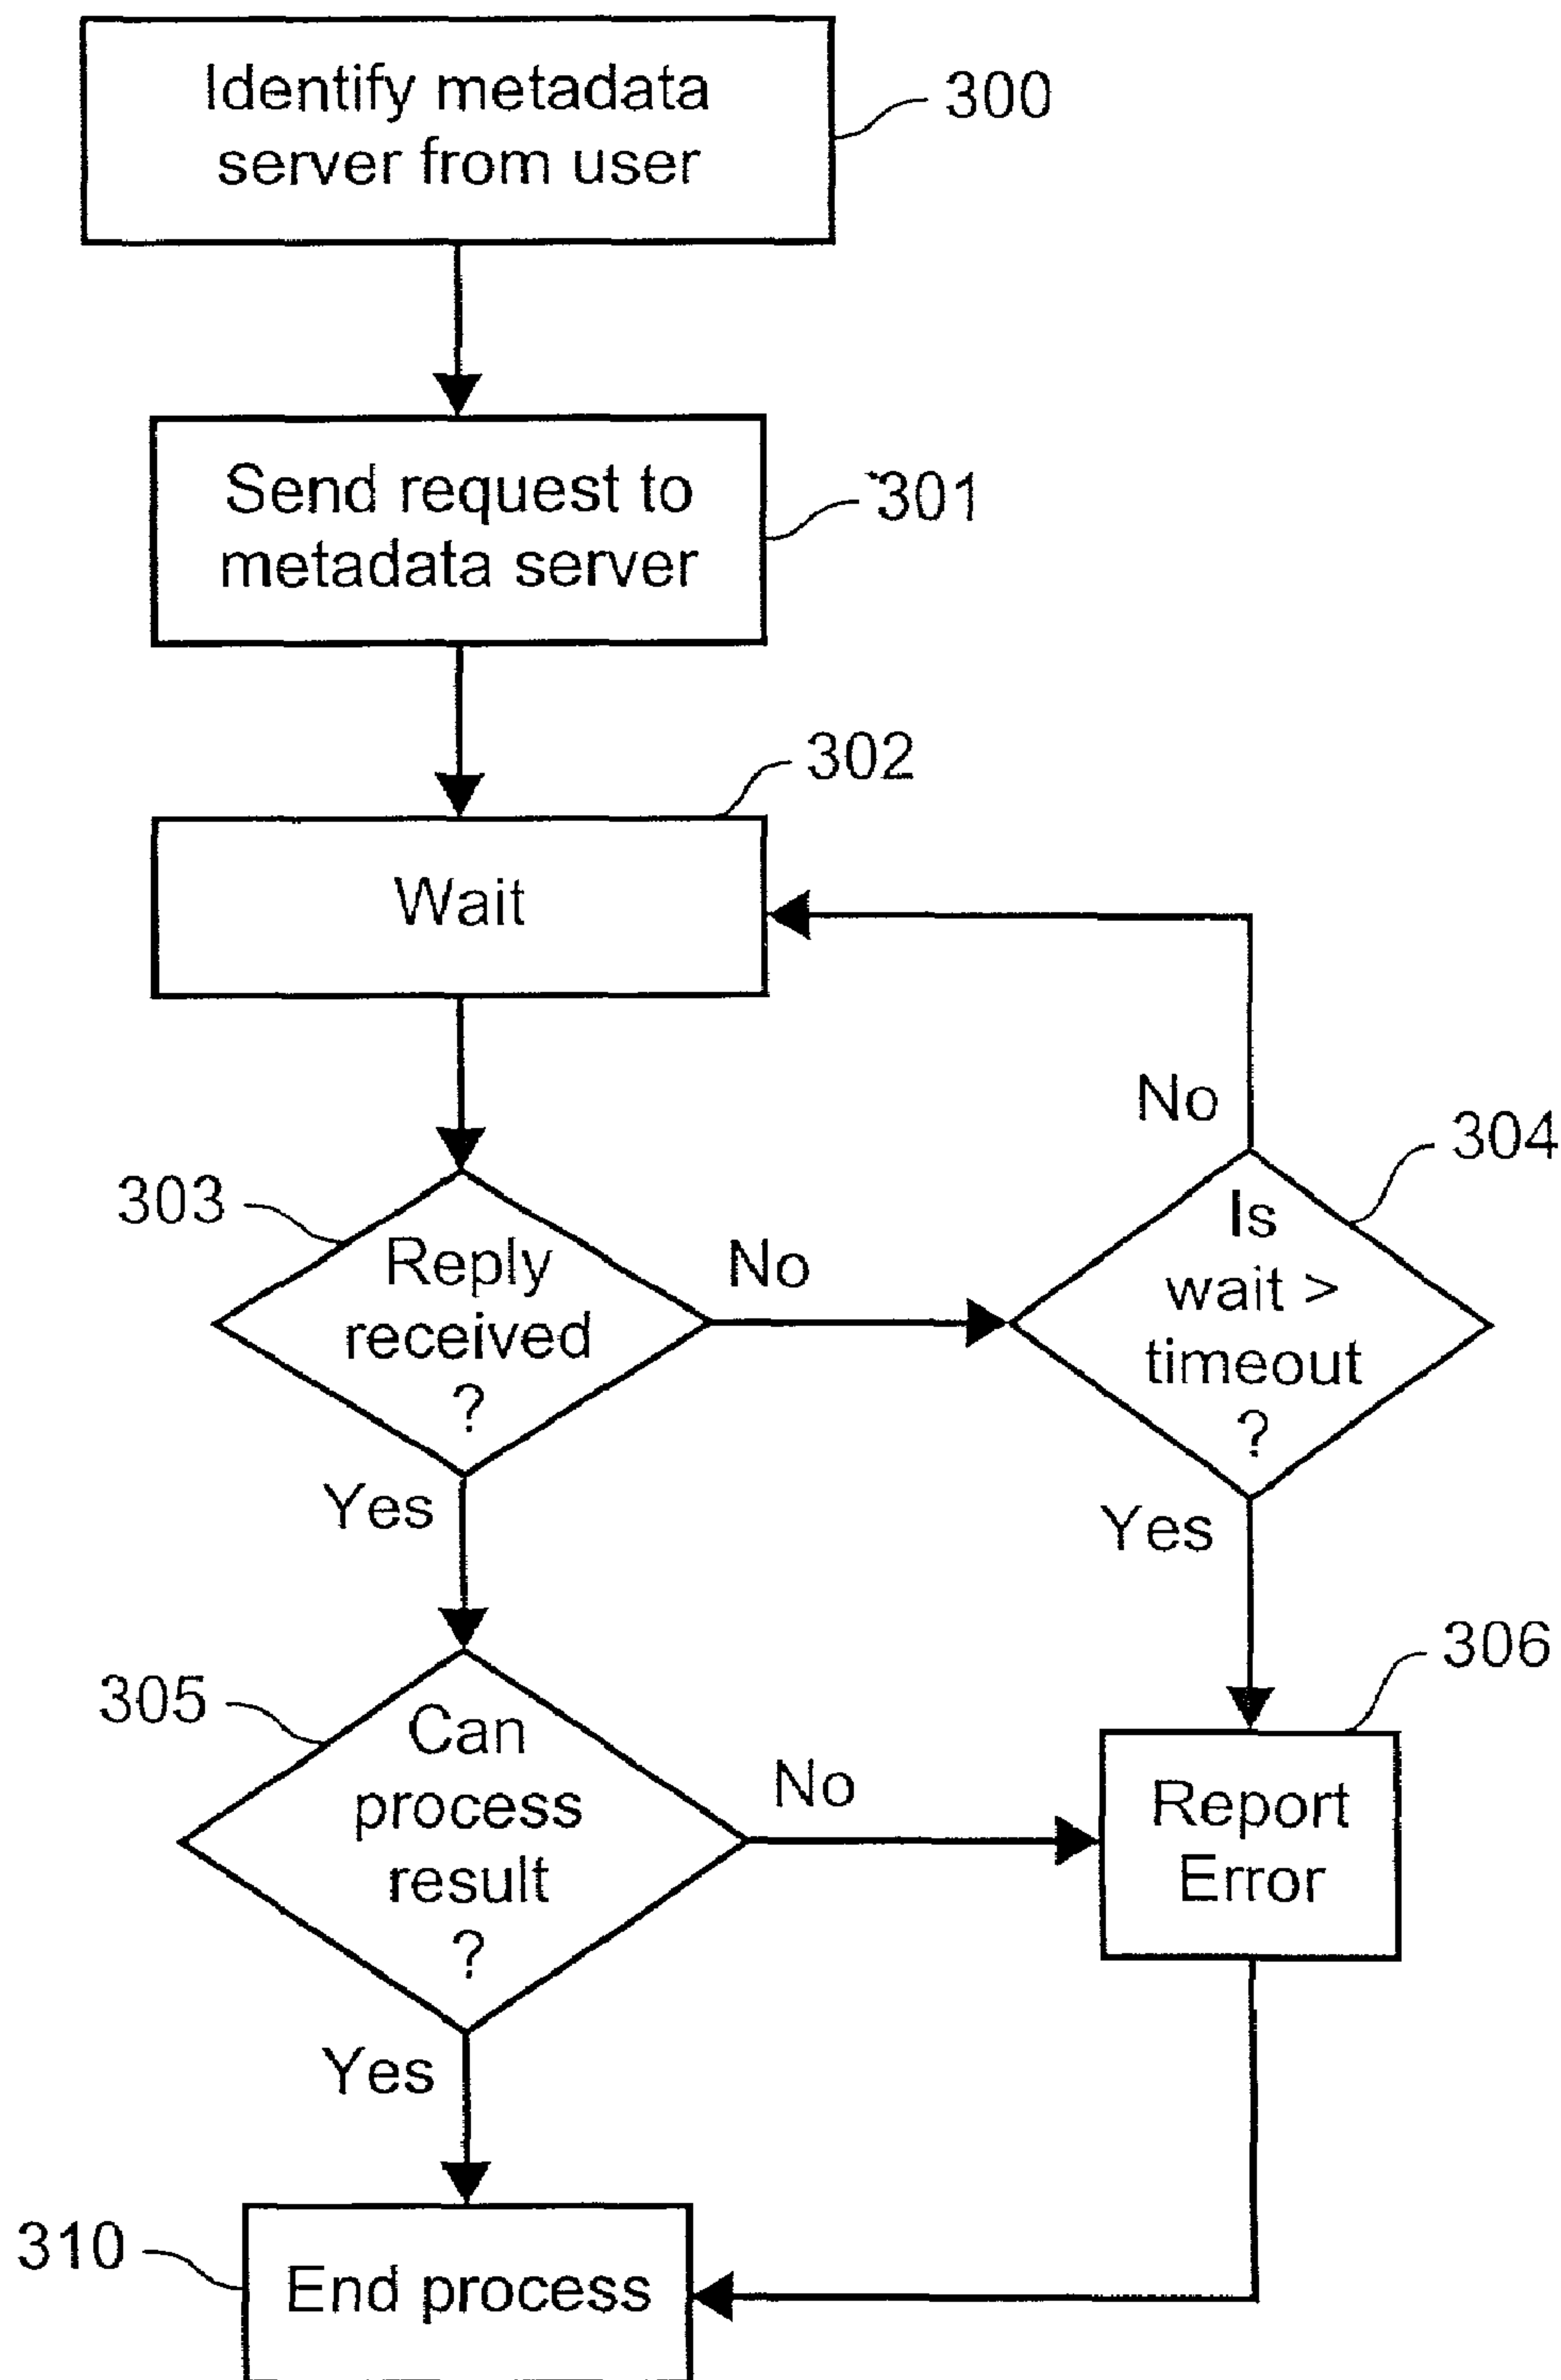 Identify metadata
server from user
300
Send request to
metadata server
301
302
Wait
No
304
303
Reply
received
?
No
Is
wait >
timeout
?
Yes
Yes
306
305
Can
process
result
?
No
Report
Error
Yes
310
End process